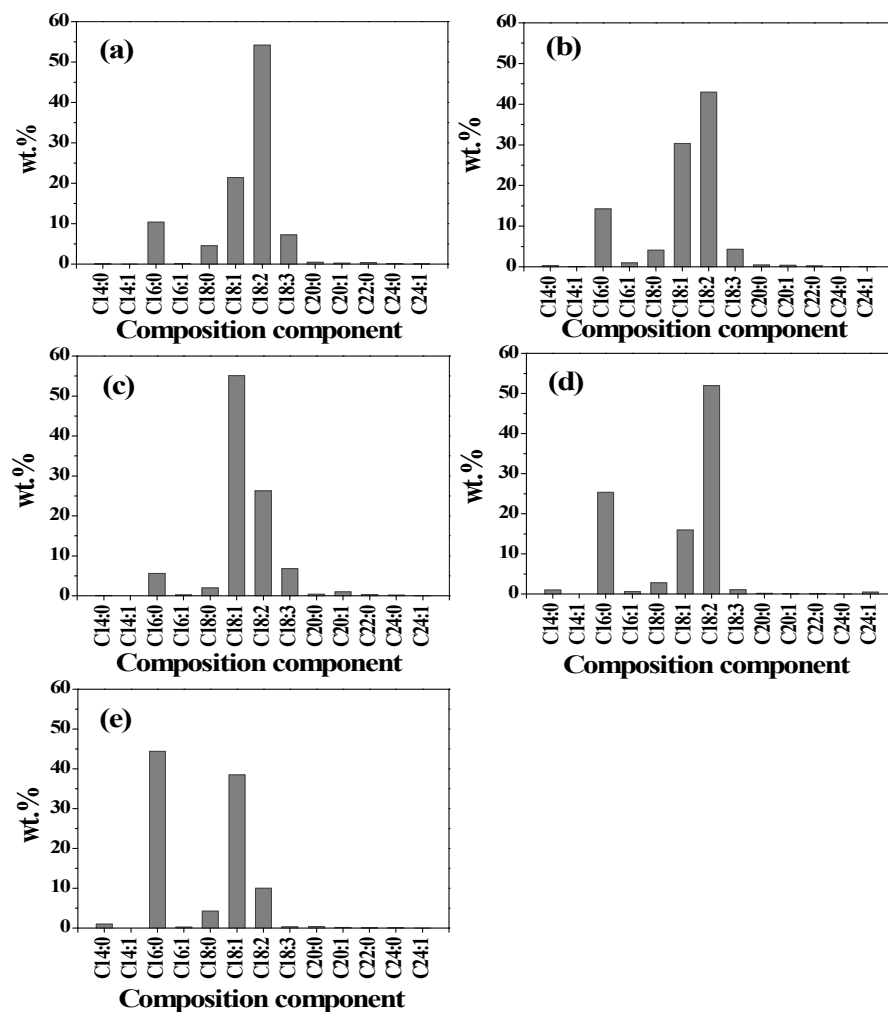 (a)
wt.%
60
50
40
30
20
10
0
C14:0
C14:1
C16:0
C16:1
C18:0
C18:1
C18:2
C18:3
C20:0
C20:1
C22:0
C24:0
C24:1
Composition component
(b)
wt.%
60
50
40
30
20
10
0
C14:0
C14:1
C16:0
C16:1
C18:0
C18:1
C18:2
C18:3
C20:0
C20:1
C22:0
C24:0
C24:1
Composition component
(c)
wt.%
60
50
40
30
20
10
0
C14:0
C14:1
C16:0
C16:1
C18:0
C18:1
C18:2
C18:3
C20:0
C20:1
C22:0
C24:0
C24:1
Composition component
(d)
wt.%
60
50
40
30
20
10
0
C14:0
C14:1
C16:0
C16:1
C18:0
C18:1
C18:2
C18:3
C20:0
C20:1
C22:0
C24:0
C24:1
Composition component
(e)
wt.%
60
50
40
30
20
10
0
C14:0
C14:1
C16:0
C16:1
C18:0
C18:1
C18:2
C18:3
C20:0
C20:1
C22:0
C24:0
C24:1
Composition component